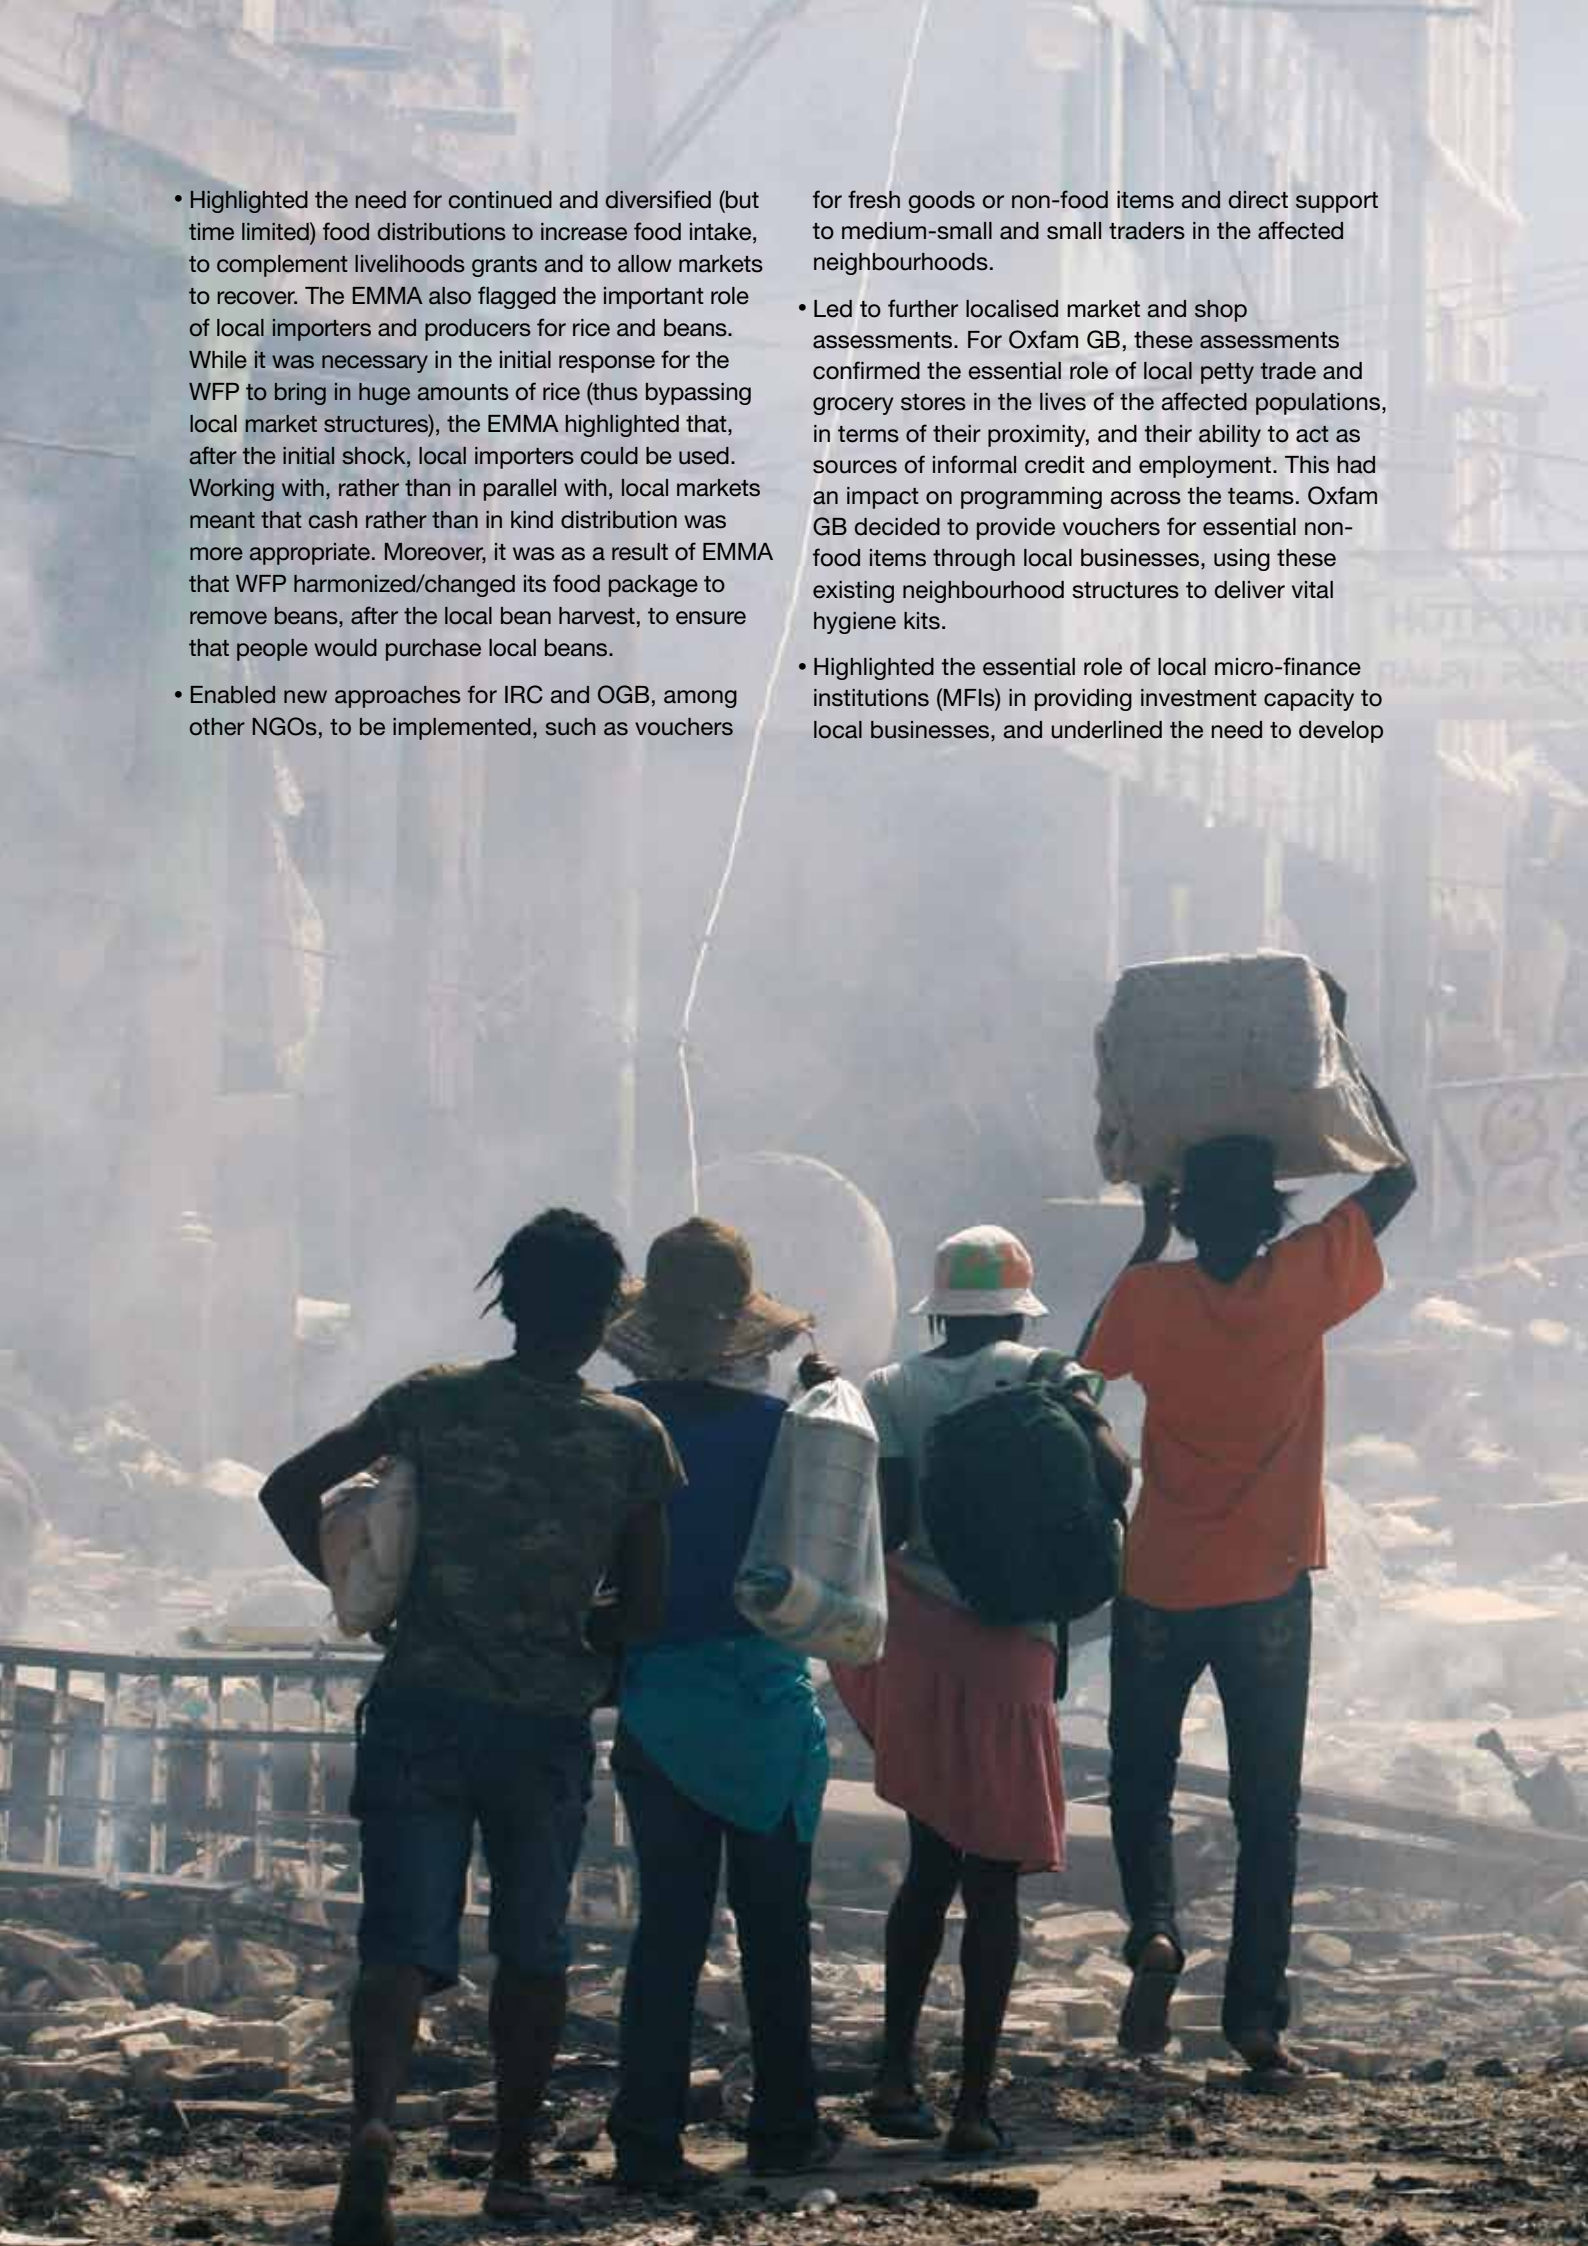 • Highlighted the need for continued and diversified (but
time limited) food distributions to increase food intake,
to complement livelihoods grants and to allow markets
to recover. The EMMA also flagged the important role
of local importers and producers for rice and beans.
While it was necessary in the initial response for the
WFP to bring in huge amounts of rice (thus bypassing
local market structures), the EMMA highlighted that,
after the initial shock, local importers could be used.
Working with, rather than in parallel with, local markets
meant that cash rather than in kind distribution was
more appropriate. Moreover, it was as a result of EMMA
that WFP harmonized/changed its food package to
remove beans, after the local bean harvest, to ensure
that people would purchase local beans.
• Enabled new approaches for IRC and OGB, among
other NGOs, to be implemented, such as vouchers
for fresh goods or non-food items and direct support
to medium-small and small traders in the affected
neighbourhoods.
• Led to further localised market and shop
assessments. For Oxfam GB, these assessments
confirmed the essential role of local petty trade and
grocery stores in the lives of the affected populations,
in terms of their proximity, and their ability to act as
sources of informal credit and employment. This had
an impact on programming across the teams. Oxfam
GB decided to provide vouchers for essential non-
food items through local businesses, using these
existing neighbourhood structures to deliver vital
hygiene kits.
• Highlighted the essential role of local micro-finance
institutions (MFIs) in providing investment capacity to
local businesses, and underlined the need to develop